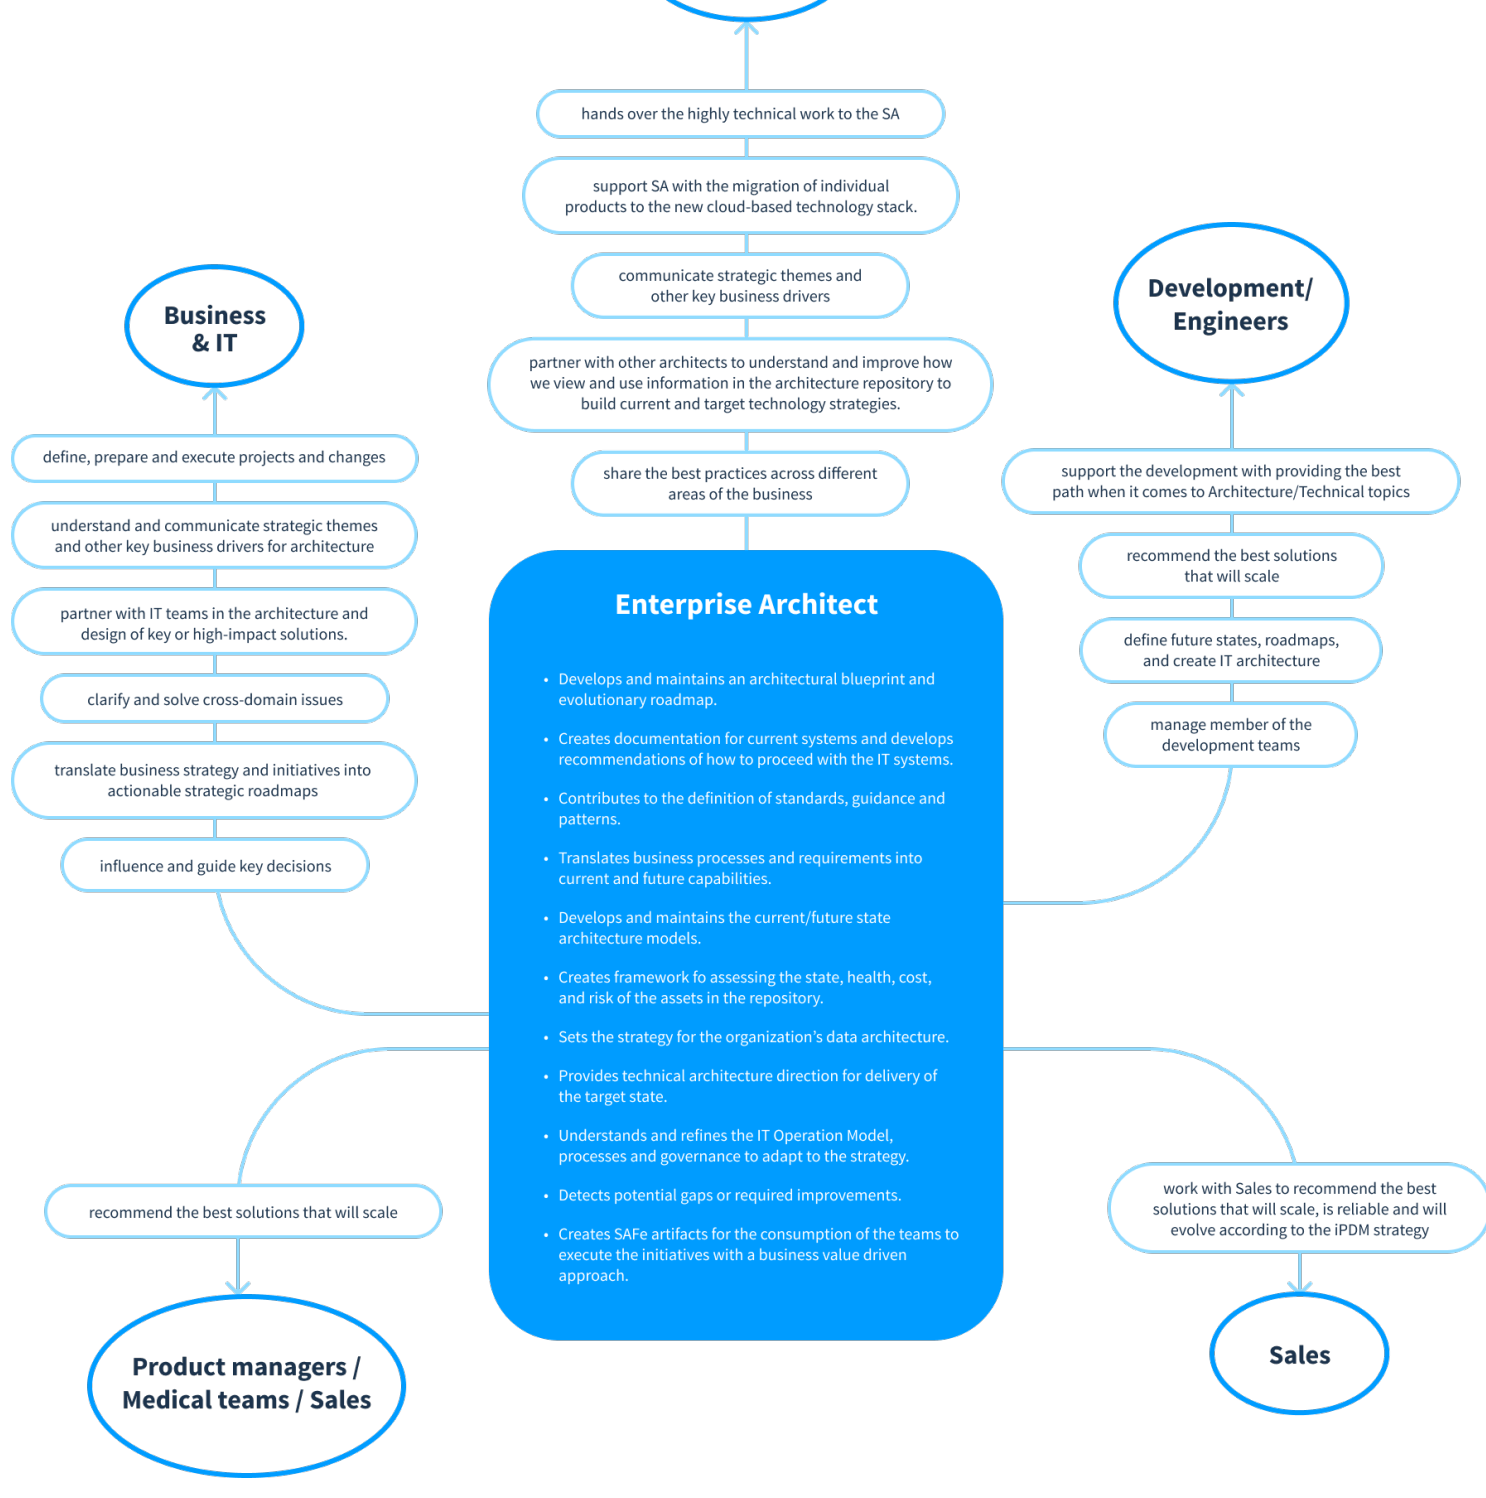 hands over the highly technical work to the SA
support SA with the migration of individual
products to the new cloud-based technology stack.
communicate strategic themes and
other key business drivers
partner with other architects to understand and improve how
we view and use information in the architecture repository to
build current and target technology strategies.
share the best practices across different
areas of the business
Business
& IT
define, prepare and execute projects and changes
understand and communicate strategic themes
and other key business drivers for architecture
partner with IT teams in the architecture and
design of key or high-impact solutions.
clarify and solve cross-domain issues
translate business strategy and initiatives into
actionable strategic roadmaps
influence and guide key decisions
Development/
Engineers
support the development with providing the best
path when it comes to Architecture/Technical topics
recommend the best solutions
that will scale
define future states, roadmaps,
and create IT architecture
manage member of the
development teams
Enterprise Architect
• Develops and maintains an architectural blueprint and
evolutionary roadmap.
• Creates documentation for current systems and develops
recommendations of how to proceed with the IT systems.
• Contributes to the definition of standards, guidance and
patterns.
• Translates business processes and requirements into
current and future capabilities.
• Develops and maintains the current/future state
architecture models.
• Creates framework fo assessing the state, health, cost,
and risk of the assets in the repository.
• Sets the strategy for the organization’s data architecture.
• Provides technical architecture direction for delivery of
the target state.
• Understands and refines the IT Operation Model,
processes and governance to adapt to the strategy.
• Detects potential gaps or required improvements.
• Creates SAFe artifacts for the consumption of the teams to
execute the initiatives with a business value driven
approach.
recommend the best solutions that will scale
Product managers /
Medical teams / Sales
work with Sales to recommend the best
solutions that will scale, is reliable and will
evolve according to the iPDM strategy
Sales